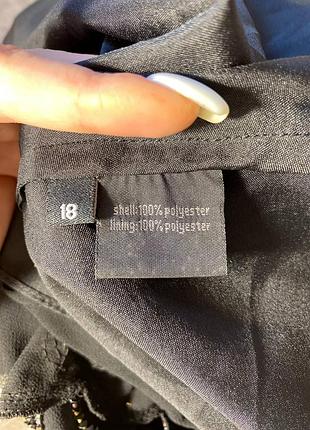 18
shell:100% polyester
lining:100% polyester